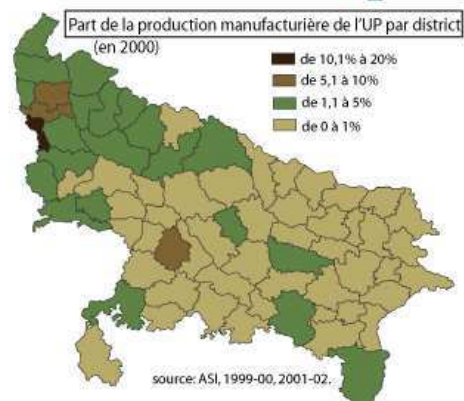 Part de la production manufacturière de l'UP par district
(en 2000)
de 10,1% à 20%
de 5,1 à 10%
de 1,1 à 5%
de 0 à 1%
source: ASI, 1999-00, 2001-02.